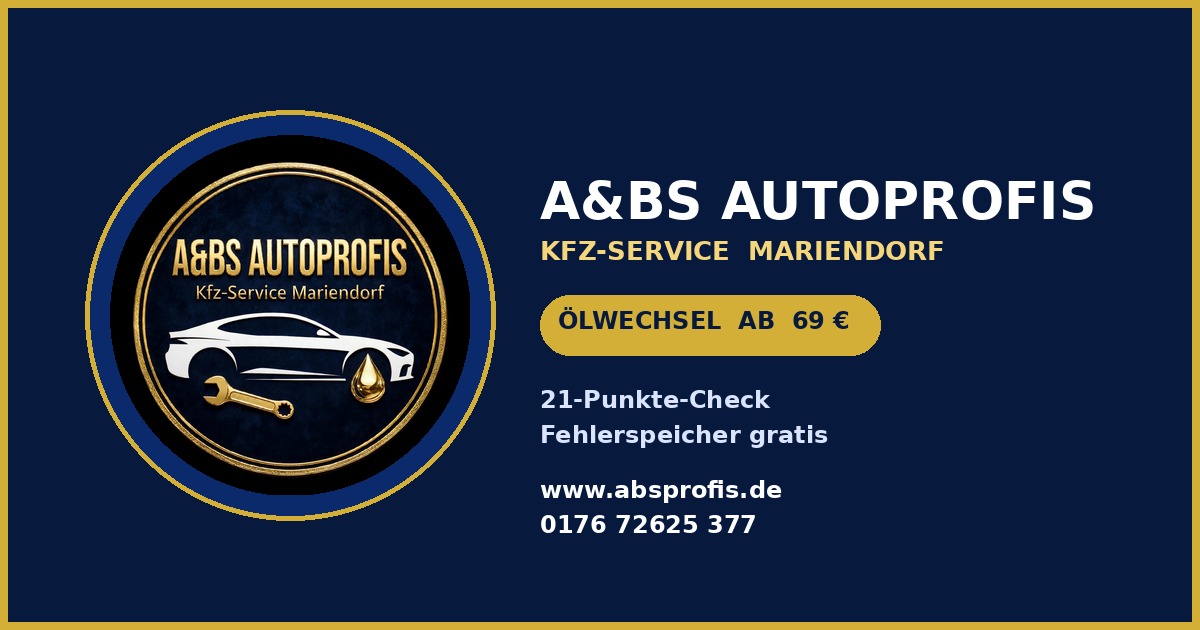 A&BS AUTOPROFIS
Kfz-Service Mariendorf
A&BS AUTOPROFIS
KFZ-SERVICE MARIENDORF
ÖLWECHSEL AB 69 €
21-Punkte-Check
Fehlerspeicher gratis
www.absprofis.de
0176 72625 377